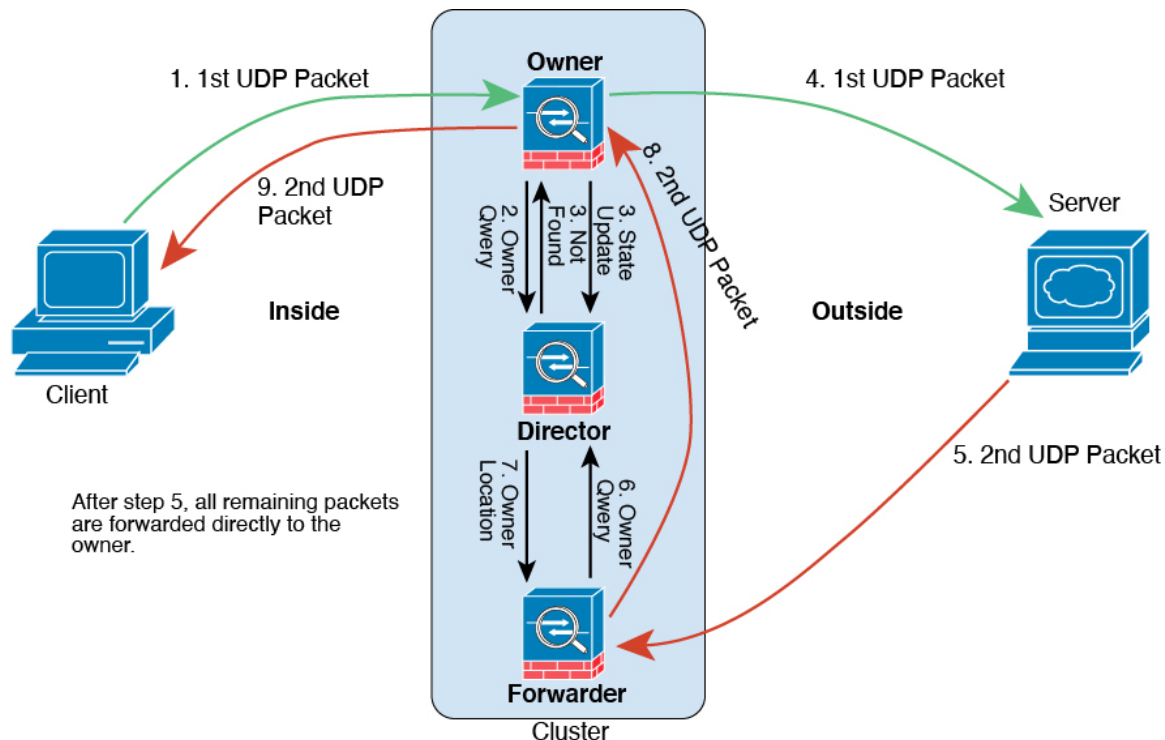 Owner
1. 1st UDP Packet
4. 1st UDP Packet
9. 2nd UDP
Packet
2. Owner
Qwery
3. Not
Found
3. State
Update
8. 2nd UDP Packet
Server
Inside
Outside
Client
Director
5. 2nd UDP Packet
7. Owner
Location
6. Owner
Qwery
After step 5, all remaining packets
are forwarded directly to the
owner.
Forwarder
Cluster